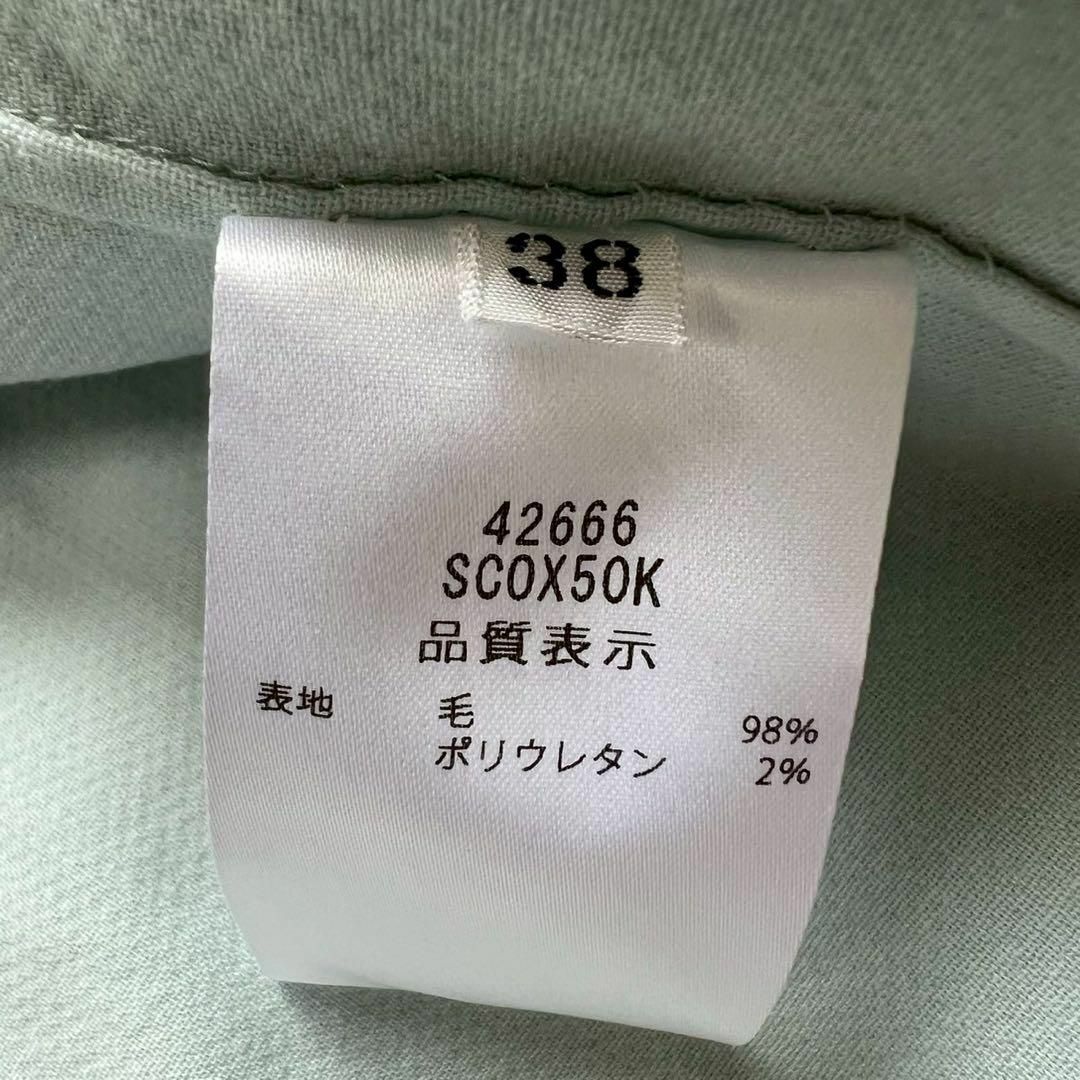 38
42666
SCOX50K
品質表示
表地 毛 98%
ポリウレタン 2%